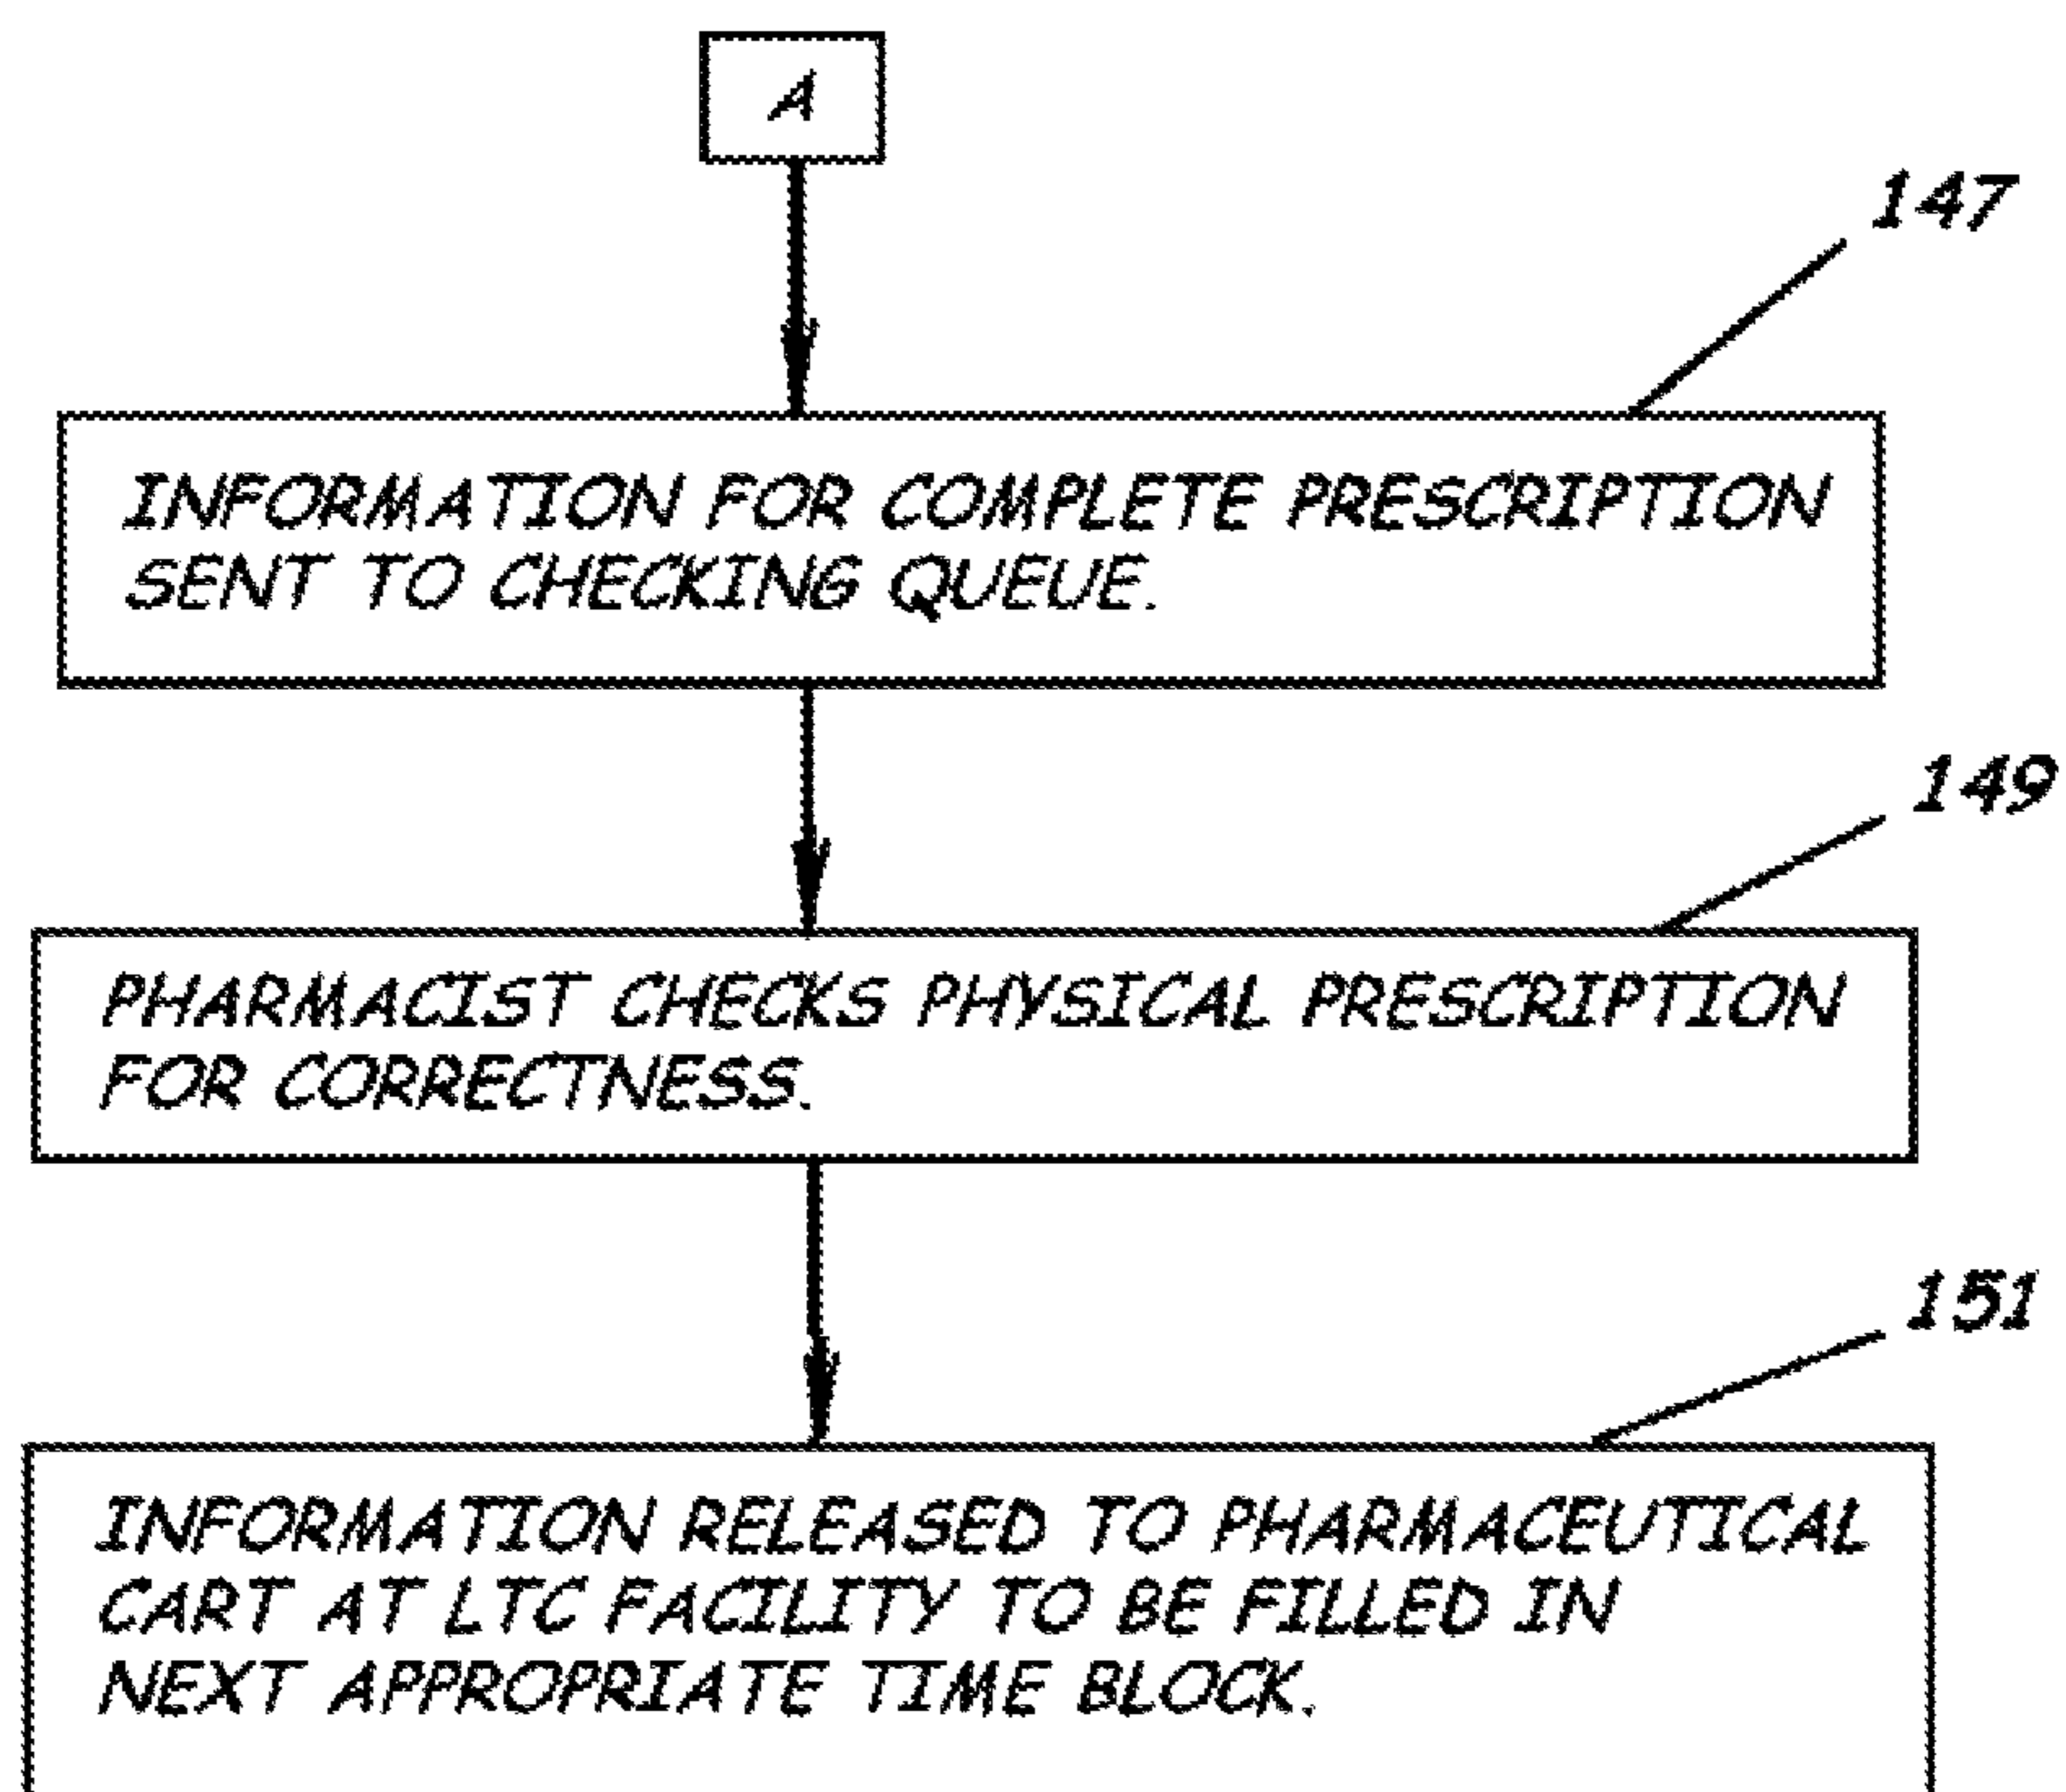 A
147
INFORMATION FOR COMPLETE PRESCRIPTION
SENT TO CHECKING QUEUE.
149
PHARMACIST CHECKS PHYSICAL PRESCRIPTION
FOR CORRECTNESS.
151
INFORMATION RELEASED TO PHARMACEUTICAL
CART AT LTC FACILITY TO BE FILLED IN
NEXT APPROPRIATE TIME BLOCK.